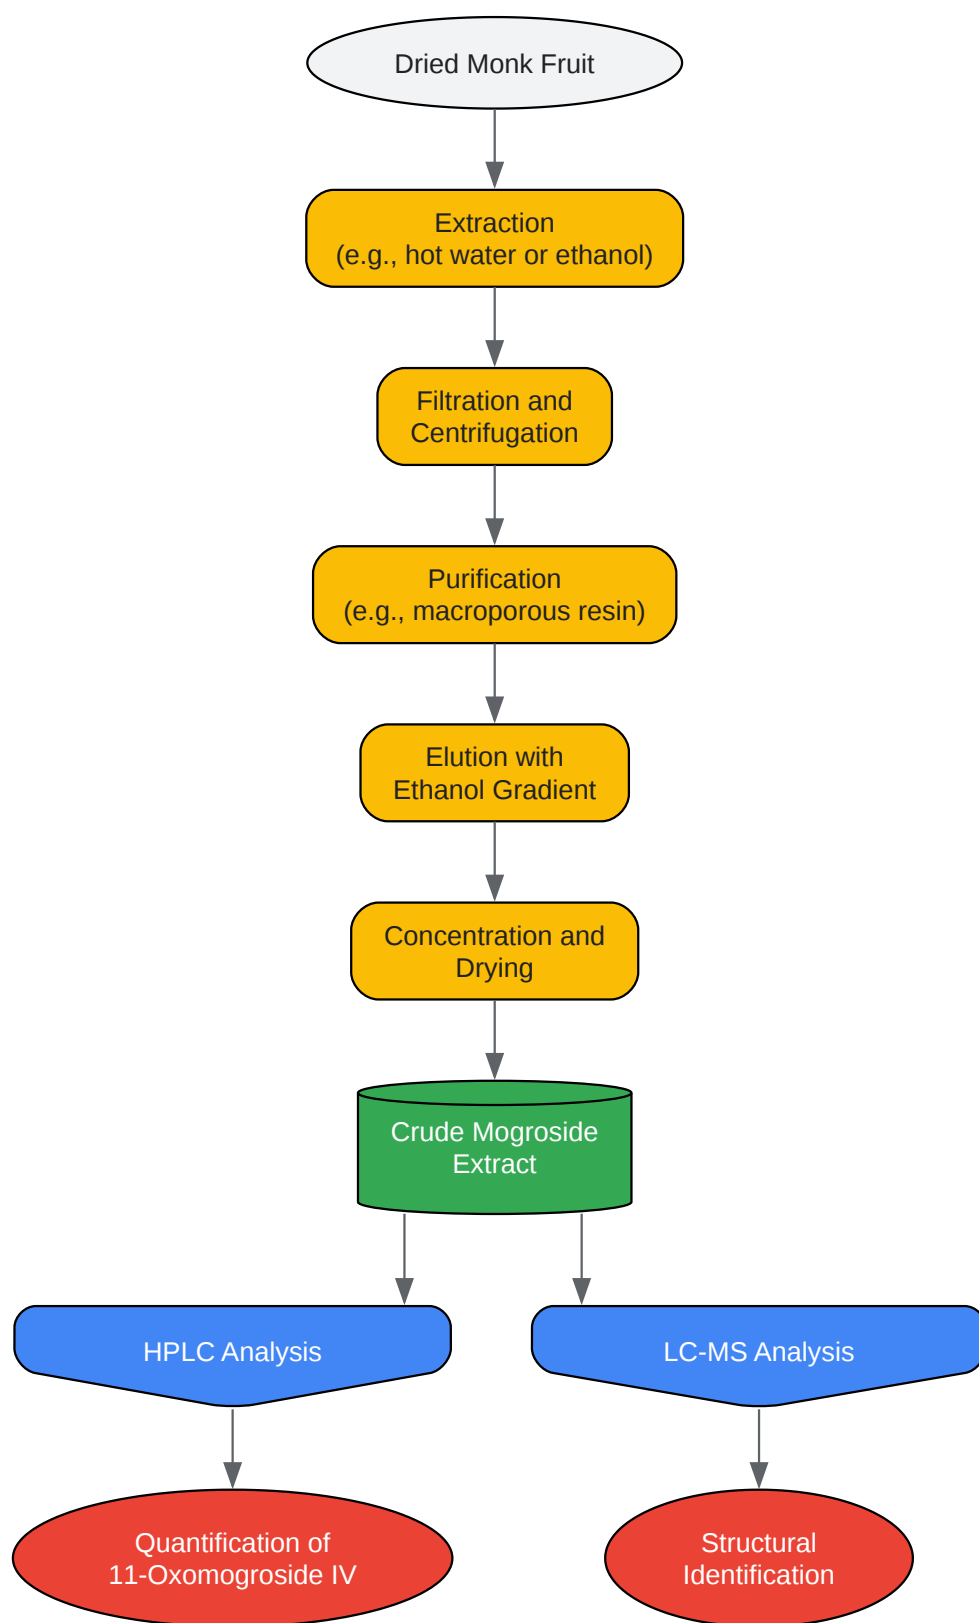 Dried Monk Fruit
Extraction
(e.g., hot water or ethanol)
Filtration and
Centrifugation
Purification
(e.g., macroporous resin)
Elution with
Ethanol Gradient
Concentration and
Drying
Crude Mogroside
Extract
HPLC Analysis
LC-MS Analysis
Quantification of
11-Oxomogroside IV
Structural
Identification